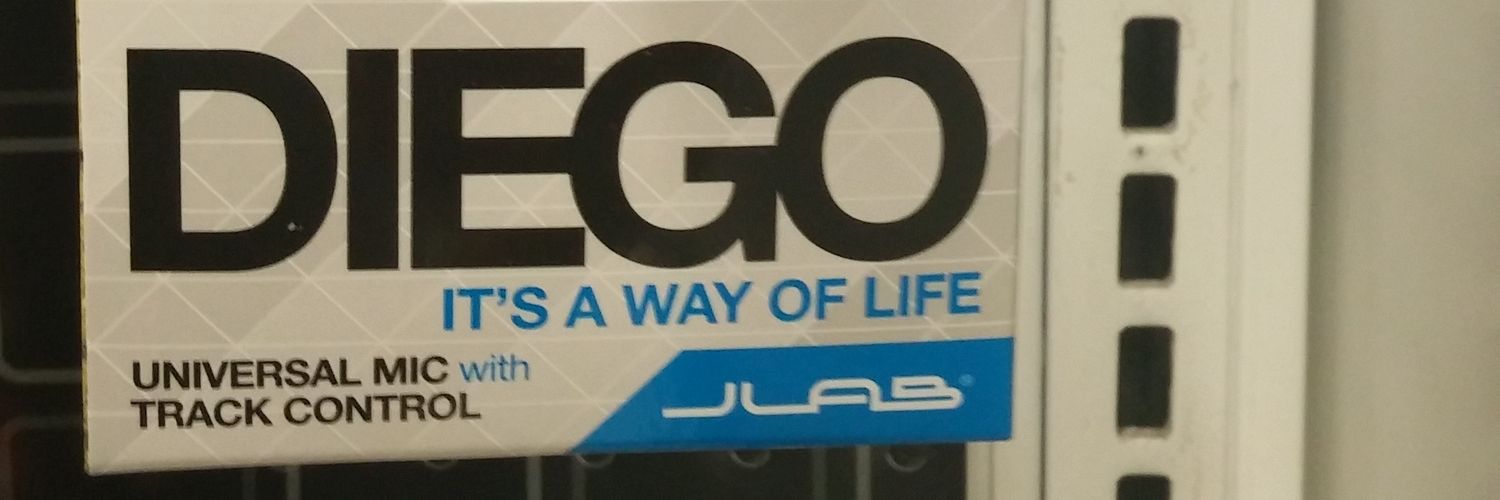 DIEGO
IT'S A WAY OF LIFE
UNIVERSAL MIC with
TRACK CONTROL
JLAB®